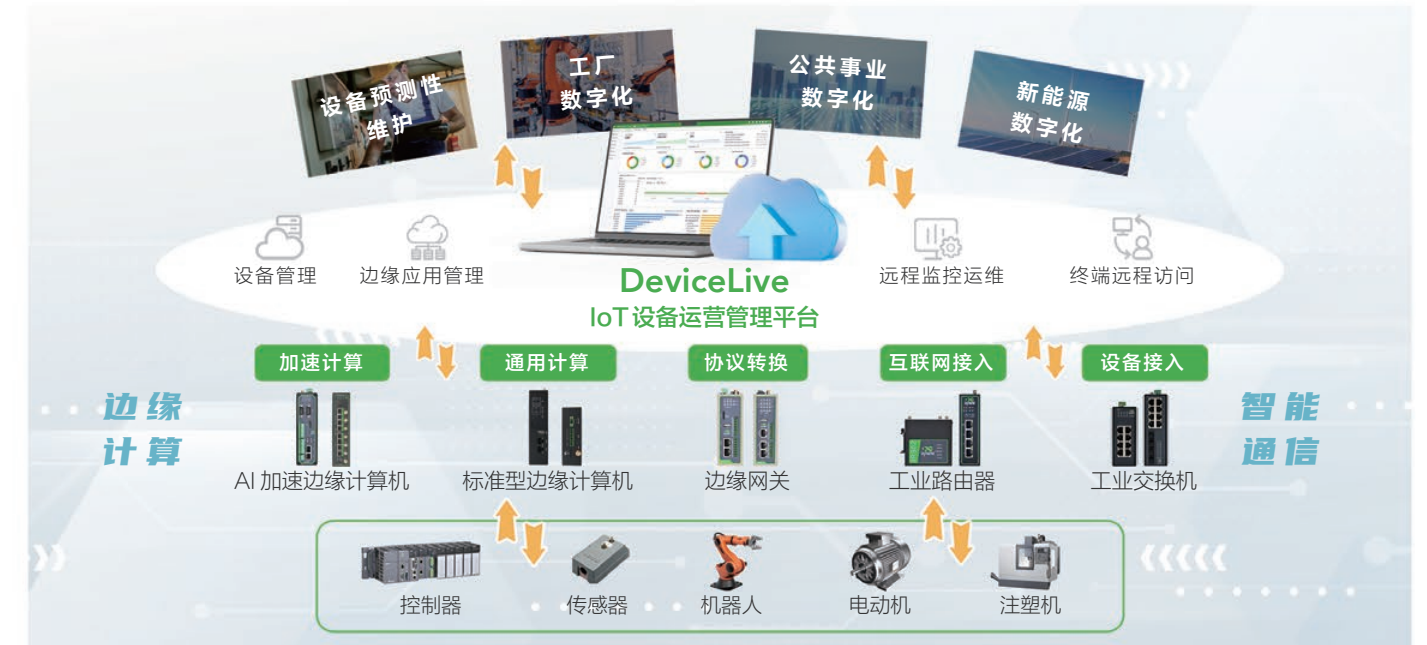 设备预测性
维护
工厂
数字化
公共事业
数字化
新能源
数字化
设备管理
边缘应用管理
远程监控运维
终端远程访问
DeviceLive
IoT设备运营管理平台
加速计算
通用计算
协议转换
互联网接入
设备接入
边缘
计算
智能
通信
AI加速边缘计算机
标准型边缘计算机
边缘网关
工业路由器
工业交换机
控制器
传感器
机器人
电动机
注塑机